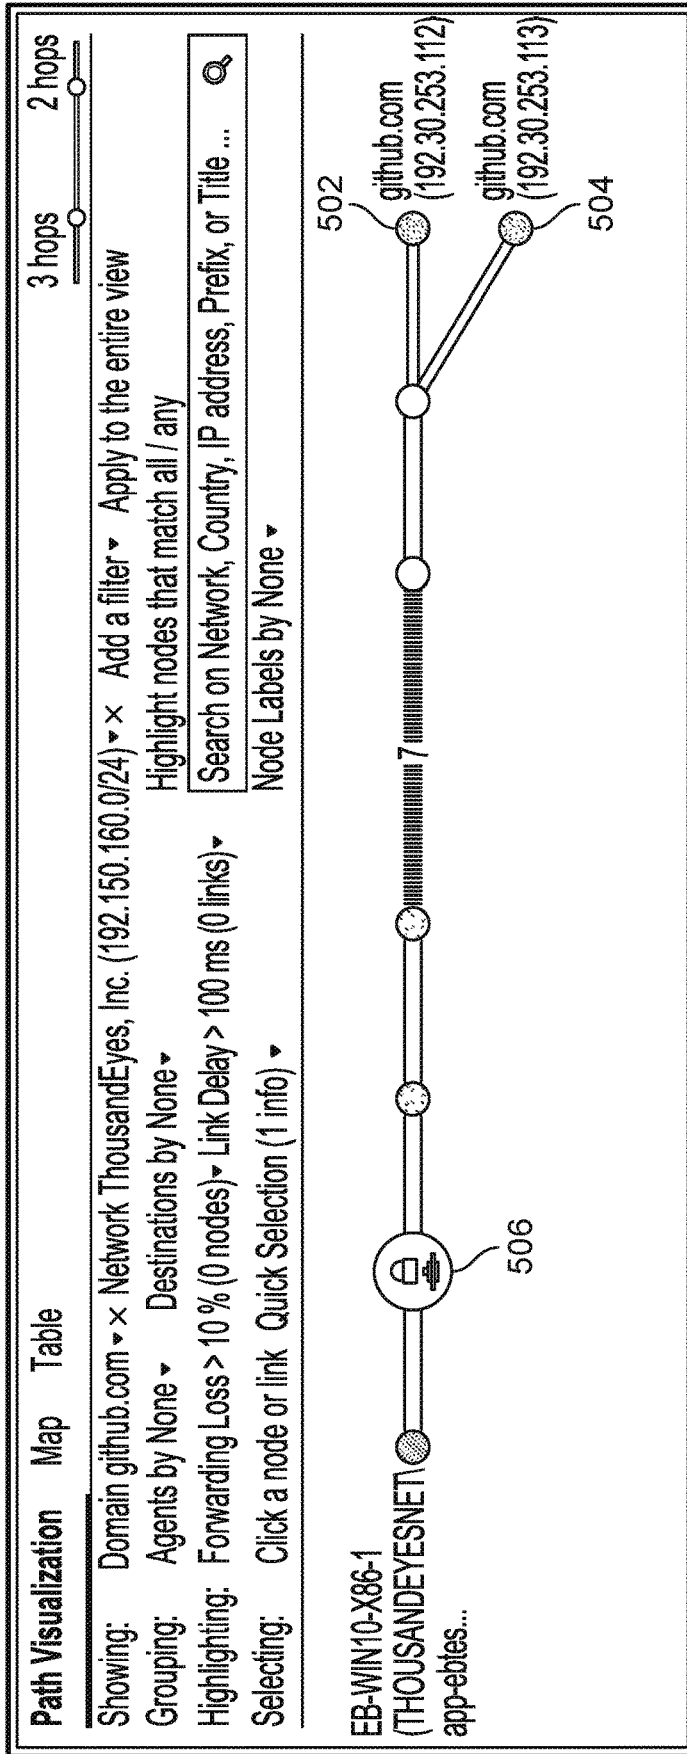 Path Visualization Map Table 3 hops 2 hops
Showing: Domain github.com ▾ × Network ThousandEyes, Inc. (192.150.160.0/24) ▾ × Add a filter ▾ Apply to the entire view
Grouping: Agents by None ▾ Destinations by None ▾ Highlight nodes that match all / any
Highlighting: Forwarding Loss > 10 % (0 nodes) ▾ Link Delay > 100 ms (0 links) ▾ Search on Network, Country, IP address, Prefix, or Title ...
Selecting: Click a node or link Quick Selection (1 info) ▾ Node Labels by None ▾
EB-WIN10-X86-1
(THOUSANDEYESNET\
app-ebtes...
506
7
502
github.com
(192.30.253.112)
github.com
(192.30.253.113)
504